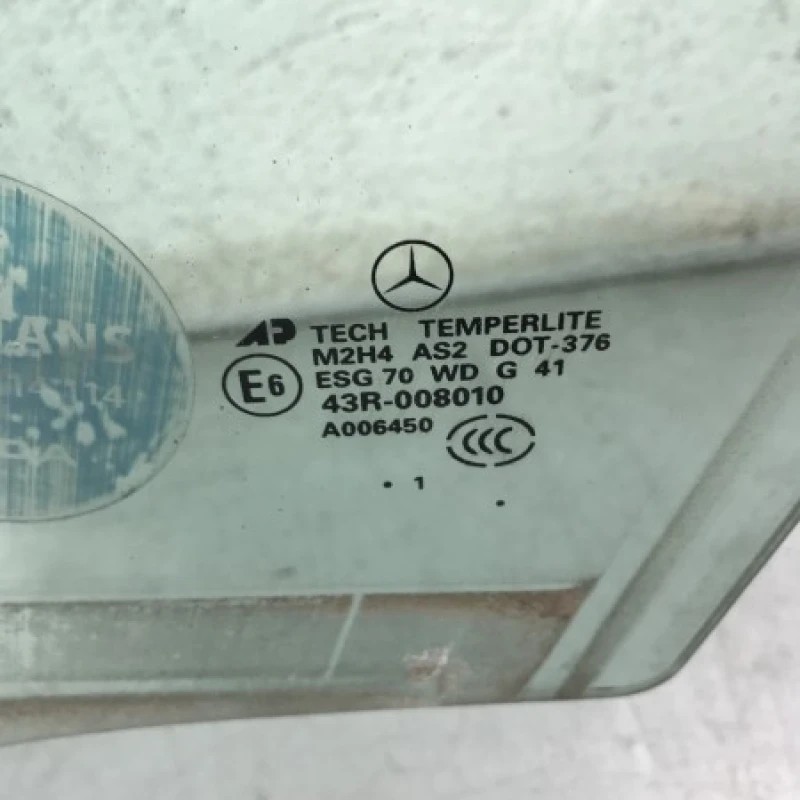 AP TECH TEMPERLITE
M2H4 AS2 DOT-376
E6
ESG 70 WD G 41
43R-008010
A006450
CCC
. 1 .